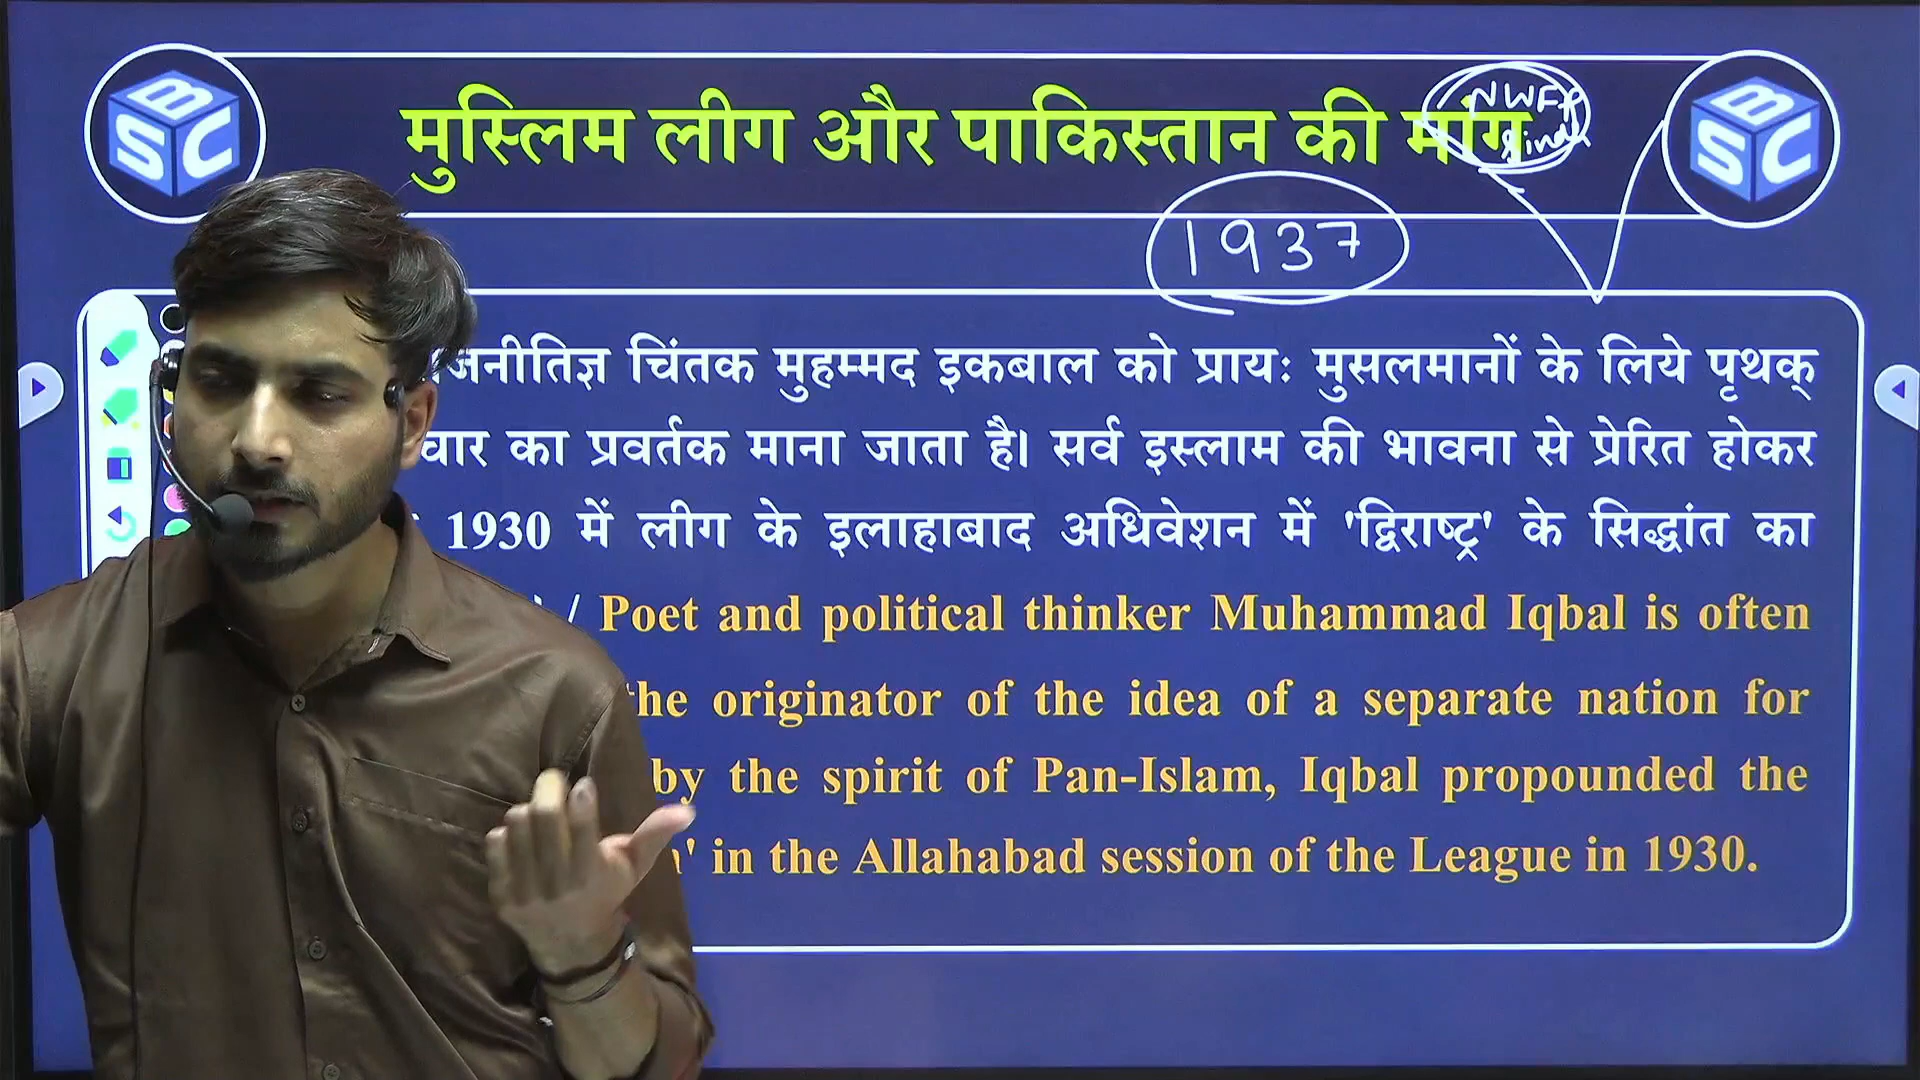 BSC
मुस्लिम लीग और पाकिस्तान की मांग
NWFP
Sindh
BSC
1937
चिंतक मुहम्मद इकबाल को प्रायः मुसलमानों के लिये पृथक्
का प्रवर्तक माना जाता है। सर्व इस्लाम की भावना से प्रेरित होकर
1930 में लीग के इलाहाबाद अधिवेशन में 'द्विराष्ट्र' के सिद्धांत का
/ Poet and political thinker Muhammad Iqbal is often
the originator of the idea of a separate nation for
by the spirit of Pan-Islam, Iqbal propounded the
in the Allahabad session of the League in 1930.